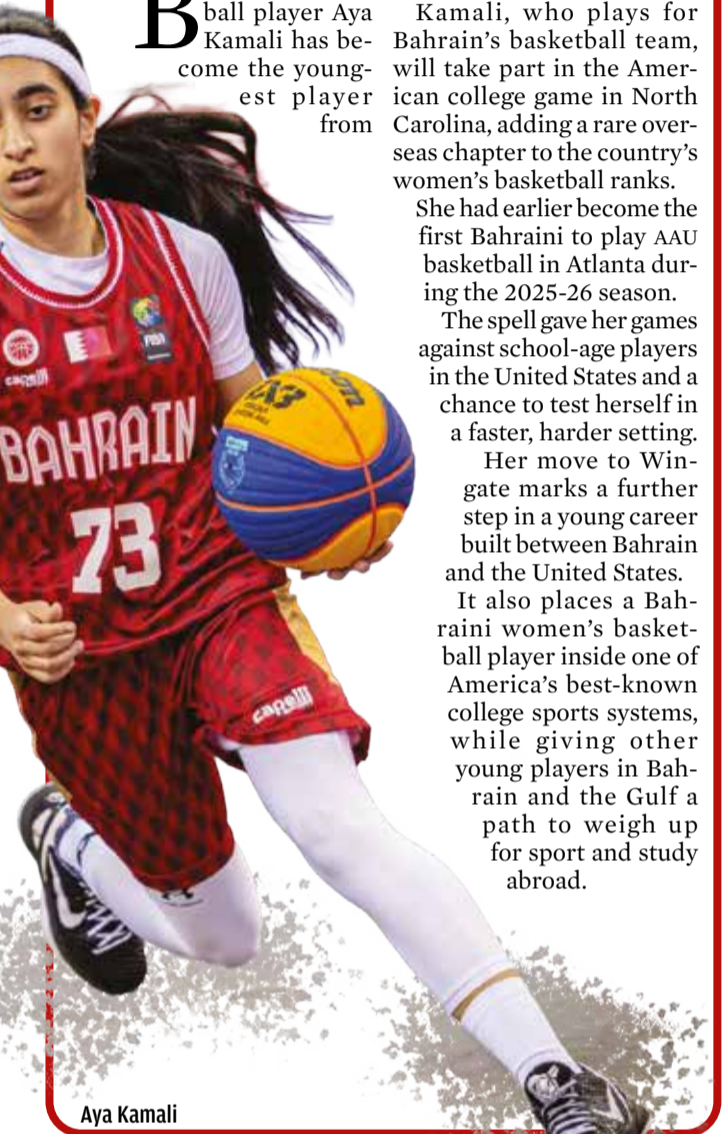 B
ball player Aya
Kamali has be-
come the young-
est player
from
Kamali, who plays for
Bahrain’s basketball team,
will take part in the Amer-
ican college game in North
Carolina, adding a rare over-
seas chapter to the country’s
women’s basketball ranks.
She had earlier become the
first Bahraini to play AAU
basketball in Atlanta dur-
ing the 2025-26 season.
The spell gave her games
against school-age players
in the United States and a
chance to test herself in
a faster, harder setting.
Her move to Win-
gate marks a further
step in a young career
built between Bahrain
and the United States.
It also places a Bah-
raini women’s basket-
ball player inside one of
America’s best-known
college sports systems,
while giving other
young players in Bah-
rain and the Gulf a
path to weigh up
for sport and study
abroad.
capelli
FIBA
BAHRAIN
73
3X3
capelli
Aya Kamali